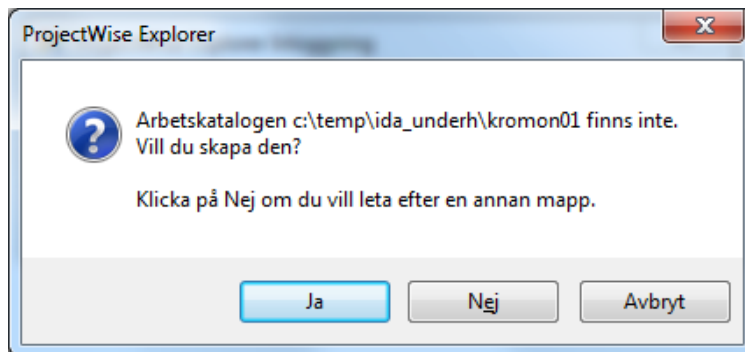 ProjectWise Explorer
Arbetskatalogen c:\temp\ida_underh\kromon01 finns inte.
Vill du skapa den?
Klicka på Nej om du vill leta efter en annan mapp.
Ja
Nej
Avbryt